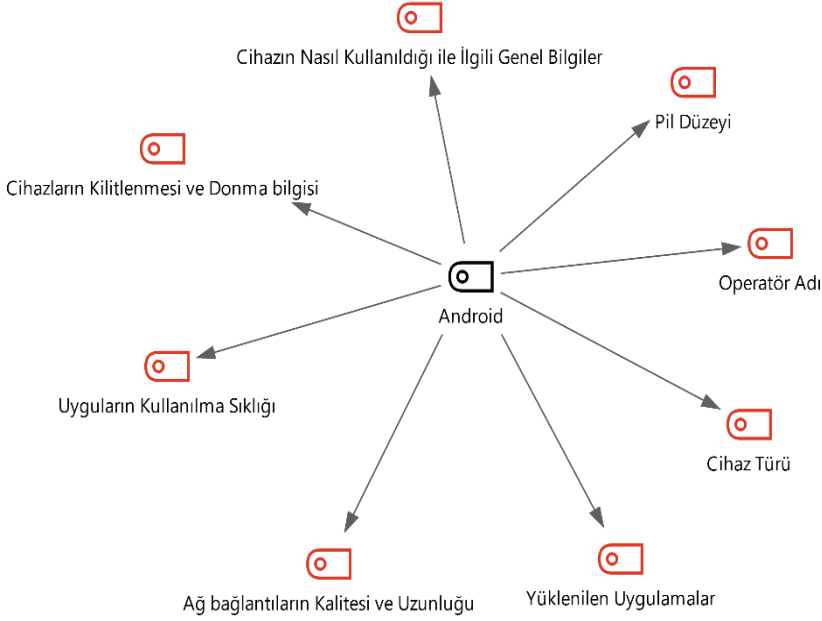 Cihazın Nasıl Kullanıldığı ile İlgili Genel Bilgiler
Pil Düzeyi
Cihazların Kilitlenmesi ve Donma bilgisi
Operatör Adı
Android
Uyguların Kullanılma Sıklığı
Cihaz Türü
Ağ bağlantıların Kalitesi ve Uzunluğu
Yüklenilen Uygulamalar